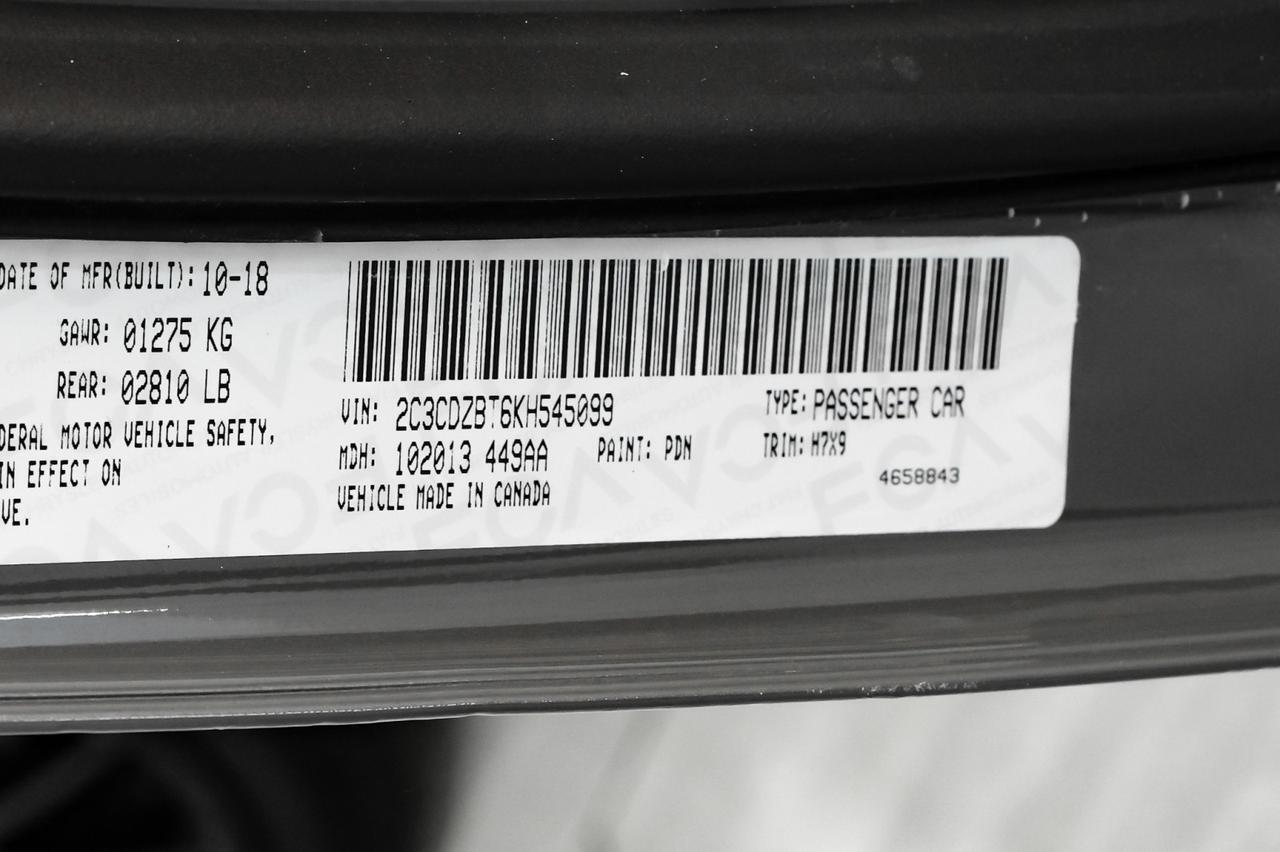 DATE OF MFR(BUILT): 10-18
GAWR: 01275 KG
REAR: 02810 LB
DERAL MOTOR VEHICLE SAFETY,
IN EFFECT ON
VE.
VIN: 2C3CDZBT6KH545099
TYPE: PASSENGER CAR
MDH: 102013 449AA
PAINT: PDN
TRIM: H7X9
VEHICLE MADE IN CANADA
4658843